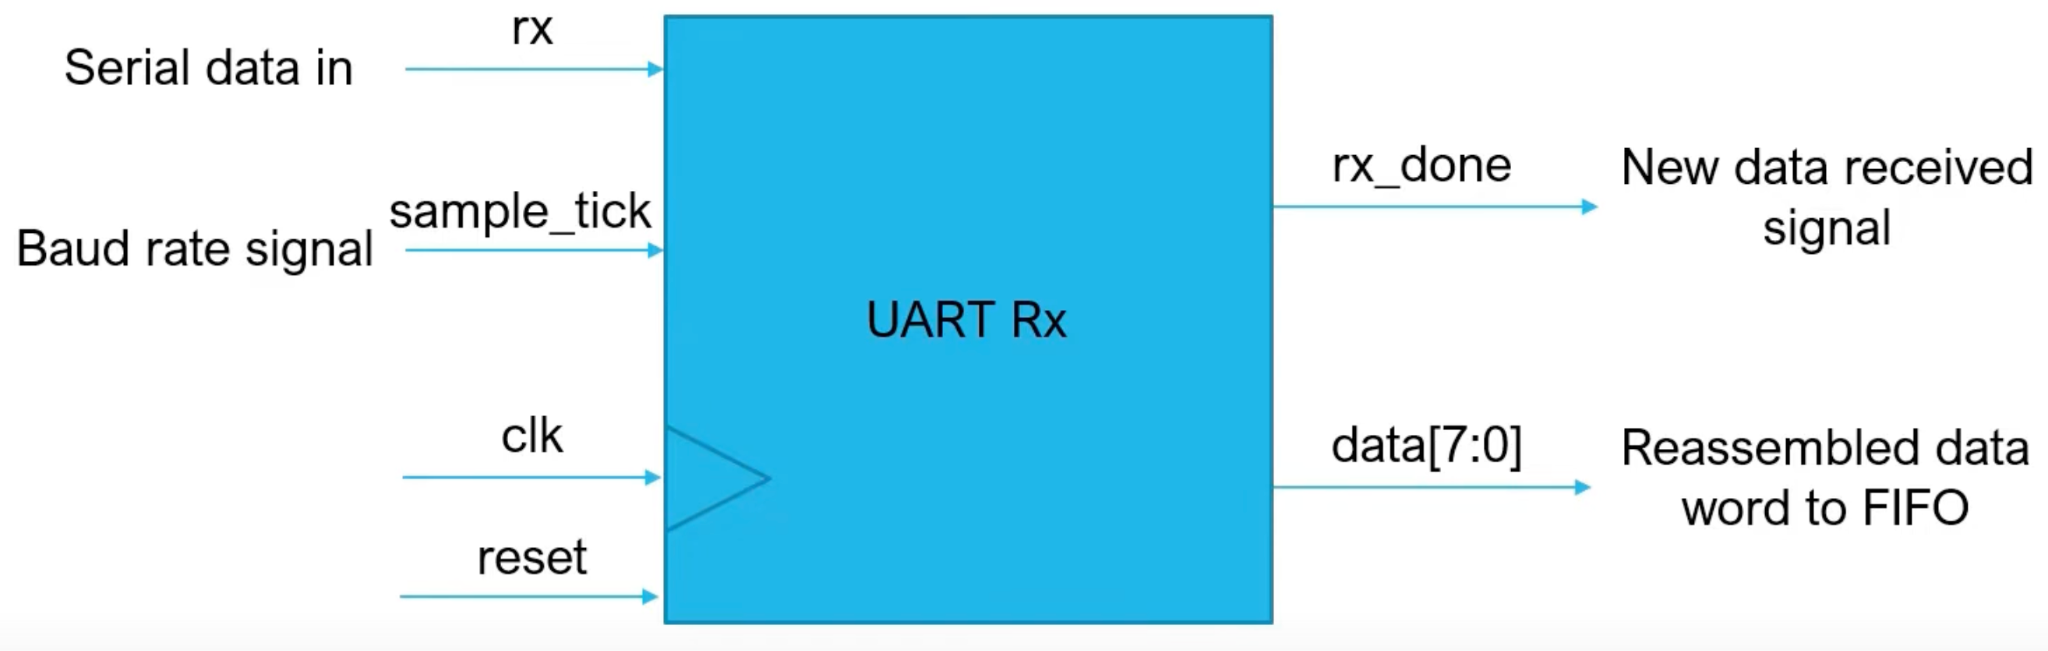 rx
Serial data in
sample_tick
Baud rate signal
clk
reset
UART Rx
rx_done
New data received
signal
data[7:0]
Reassembled data
word to FIFO